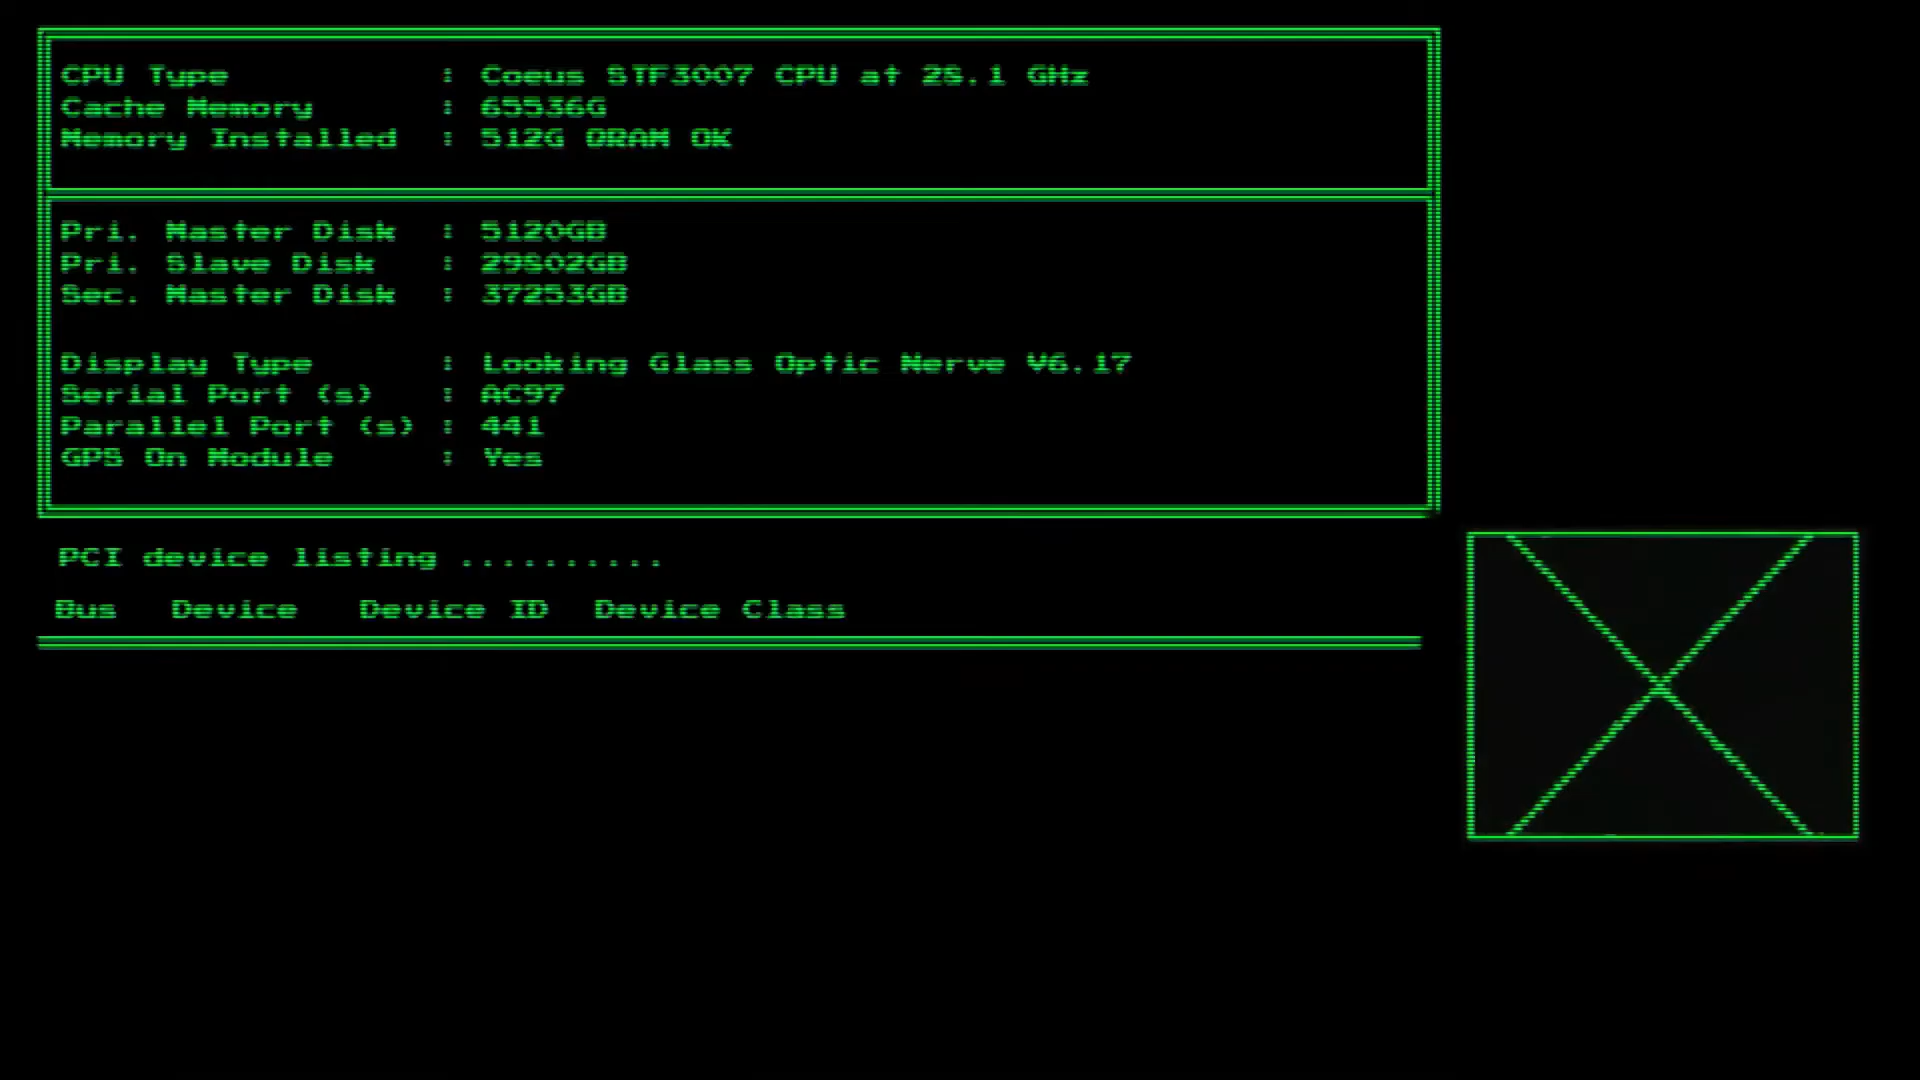 CPU Type : Coeus STF3007 CPU at 28.1 GHz
Cache Memory : 65536G
Memory Installed : 512G ORAM OK
Pri. Master Disk : 5120GB
Pri. Slave Disk : 29802GB
Sec. Master Disk : 37253GB
Display Type : Looking Glass Optic Nerve V6.17
Serial Port (s) : AC97
Parallel Port (s) : 441
GPS On Module : Yes
PCI device listing ..........
Bus Device Device ID Device Class